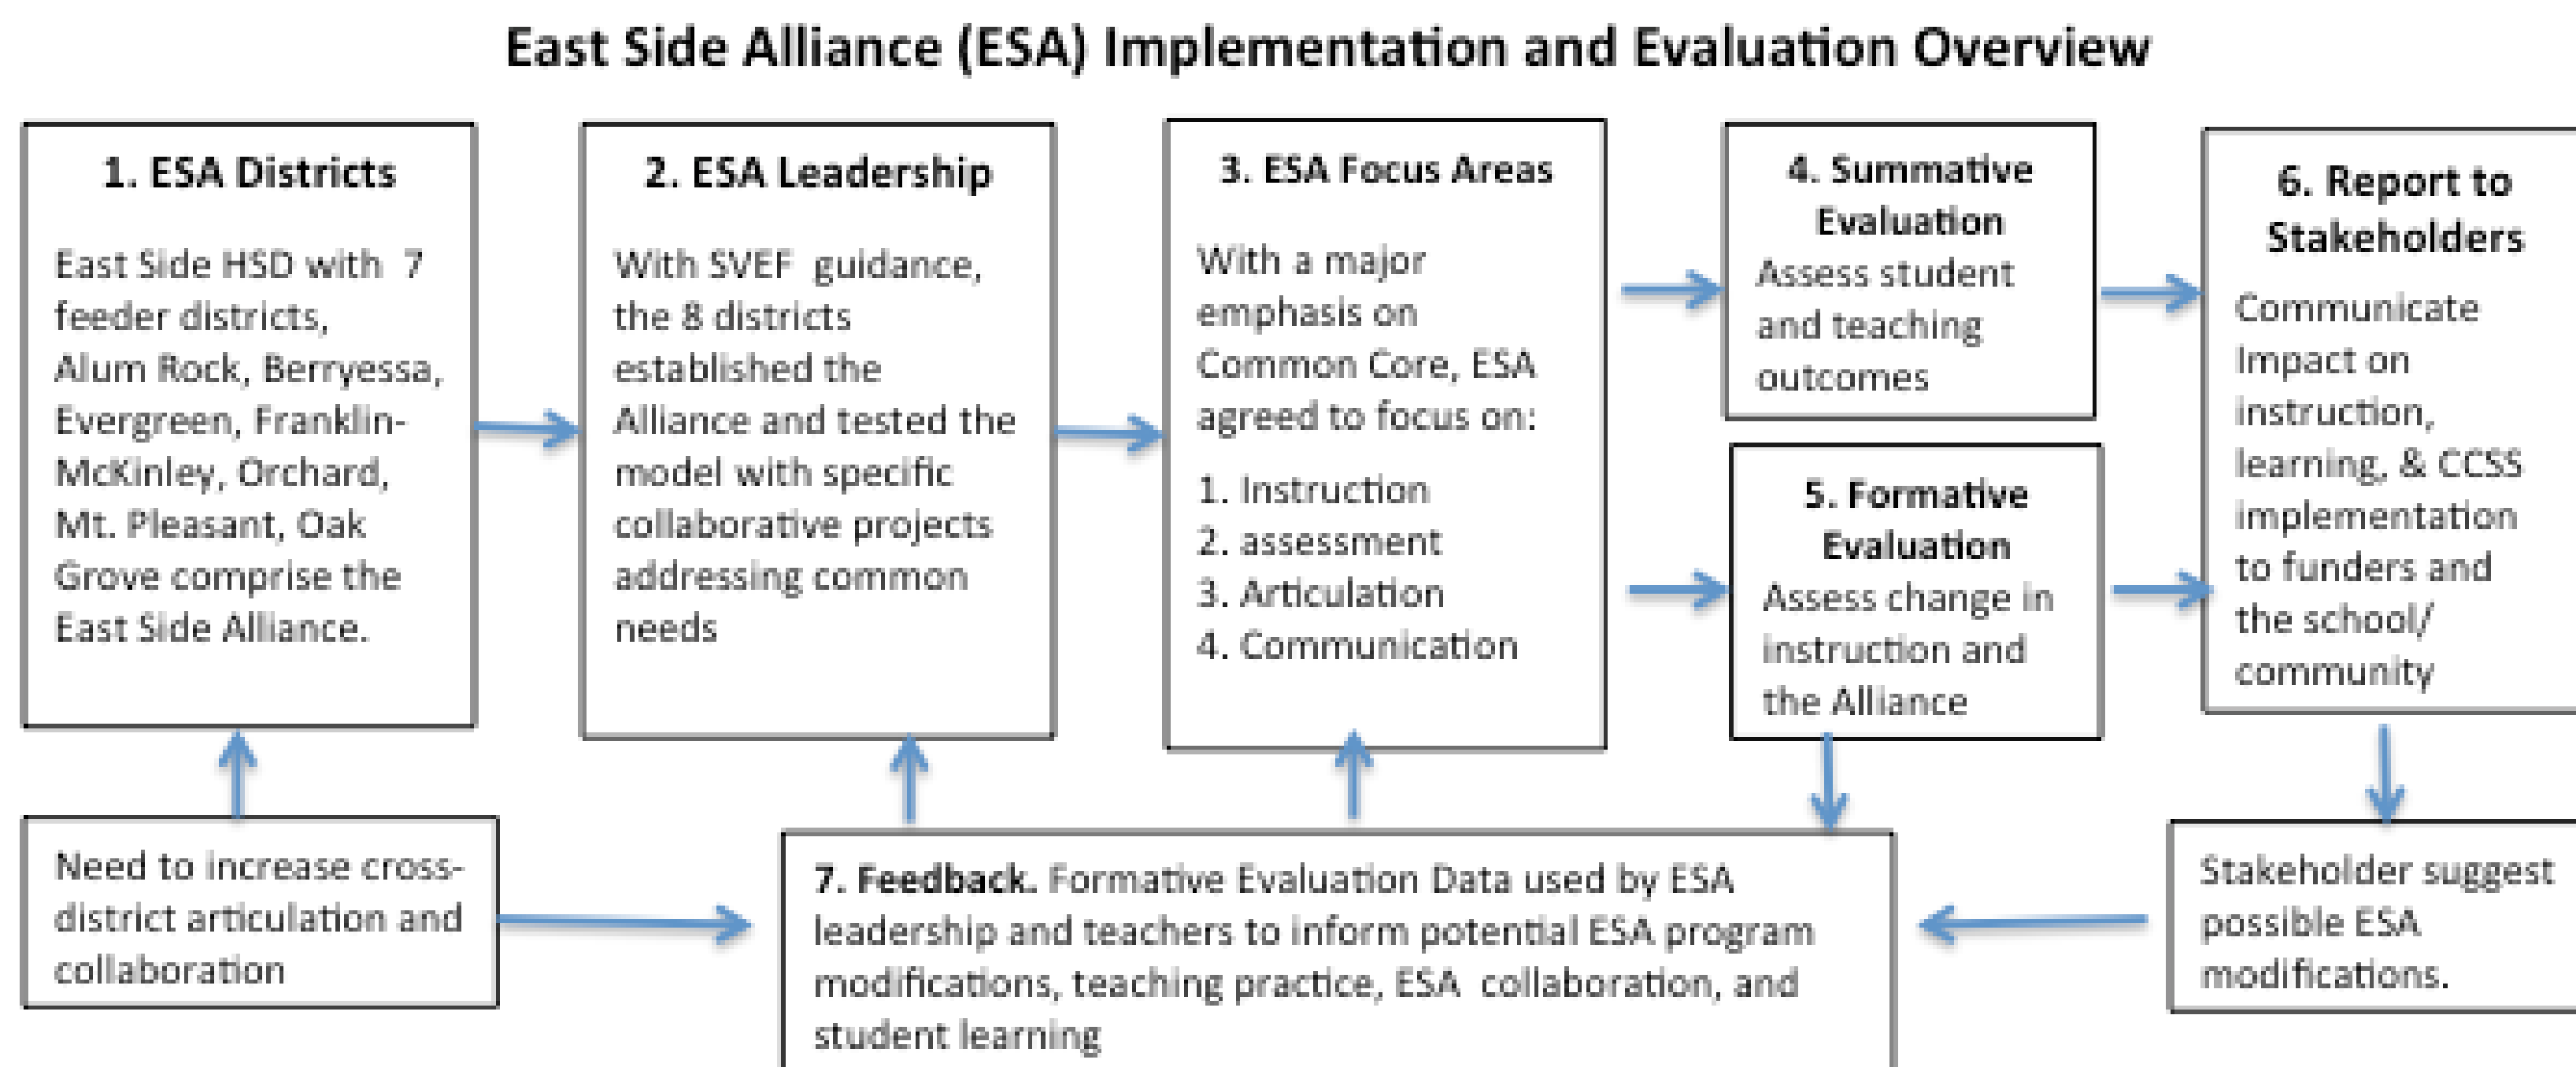 East Side Alliance (ESA) Implementation and Evaluation Overview
1. ESA Districts
East Side HSD with 7
feeder districts,
Alum Rock, Berryessa,
Evergreen, Franklin-
McKinley, Orchard,
Mt. Pleasant, Oak
Grove comprise the
East Side Alliance.
2. ESA Leadership
With SVEF guidance,
the 8 districts
established the
Alliance and tested the
model with specific
collaborative projects
addressing common
needs
3. ESA Focus Areas
With a major
emphasis on
Common Core, ESA
agreed to focus on:
1. Instruction
2. assessment
3. Articulation
4. Communication
4. Summative
Evaluation
Assess student
and teaching
outcomes
5. Formative
Evaluation
Assess change in
instruction and
the Alliance
6. Report to
Stakeholders
Communicate
Impact on
instruction,
learning, & CCSS
implementation
to funders and
the school/
community
Need to increase cross-
district articulation and
collaboration
7. Feedback. Formative Evaluation Data used by ESA
leadership and teachers to inform potential ESA program
modifications, teaching practice, ESA collaboration, and
student learning
Stakeholder suggest
possible ESA
modifications.